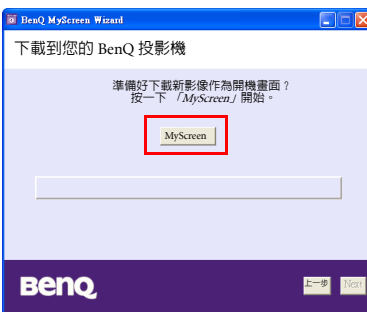 BenQ MyScreen Wizard
下載到您的 BenQ 投影機
準備好下載新影像作為開機畫面？
按一下 「MyScreen」開始。
MyScreen
BenQ
上一步 Next